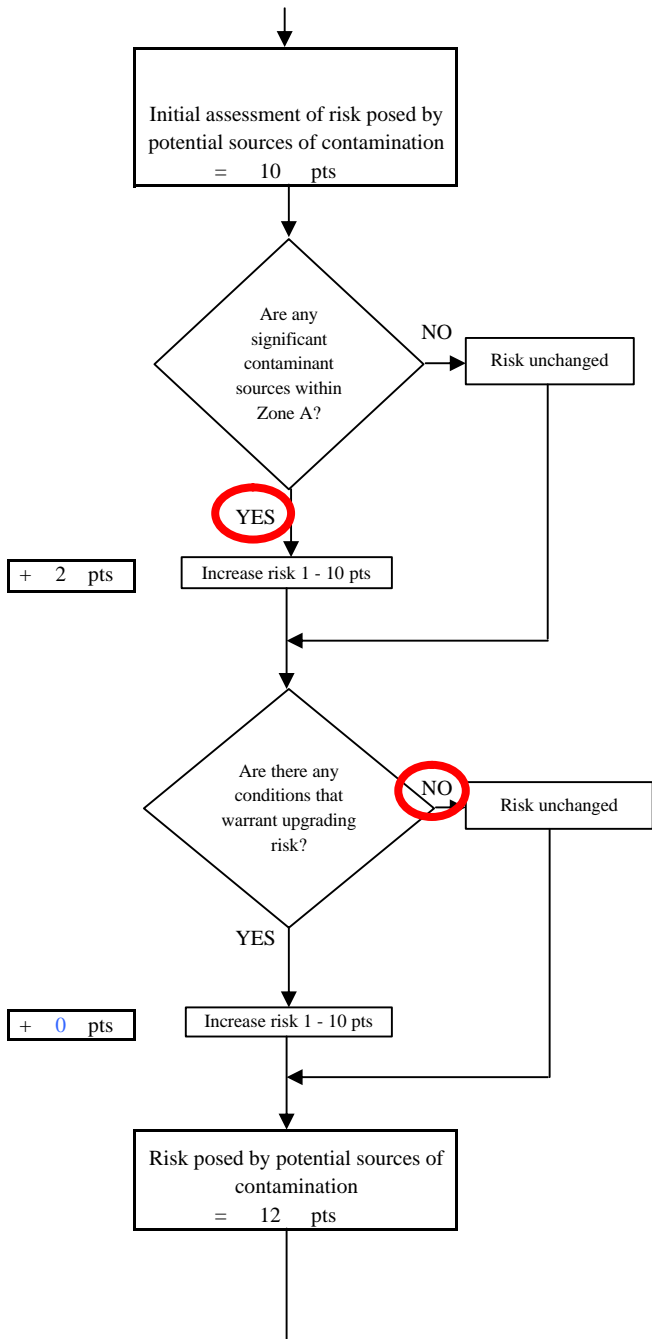 Initial assessment of risk posed by
potential sources of contamination
= 10 pts
Are any
significant
contaminant
sources within
Zone A?
NO
Risk unchanged
YES
+ 2 pts
Increase risk 1 - 10 pts
Are there any
conditions that
warrant upgrading
risk?
NO
Risk unchanged
YES
+ 0 pts
Increase risk 1 - 10 pts
Risk posed by potential sources of
contamination
= 12 pts